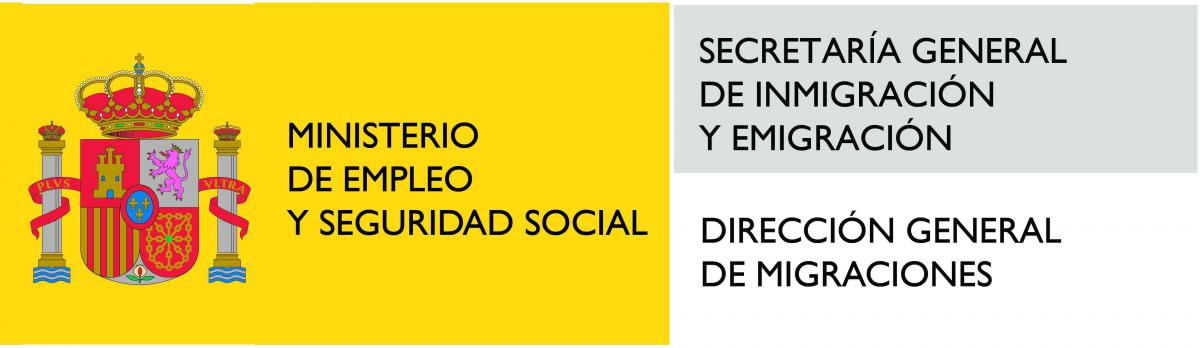 PLVS VLTRA
MINISTERIO
DE EMPLEO
Y SEGURIDAD SOCIAL
SECRETARÍA GENERAL
DE INMIGRACIÓN
Y EMIGRACIÓN
DIRECCIÓN GENERAL
DE MIGRACIONES